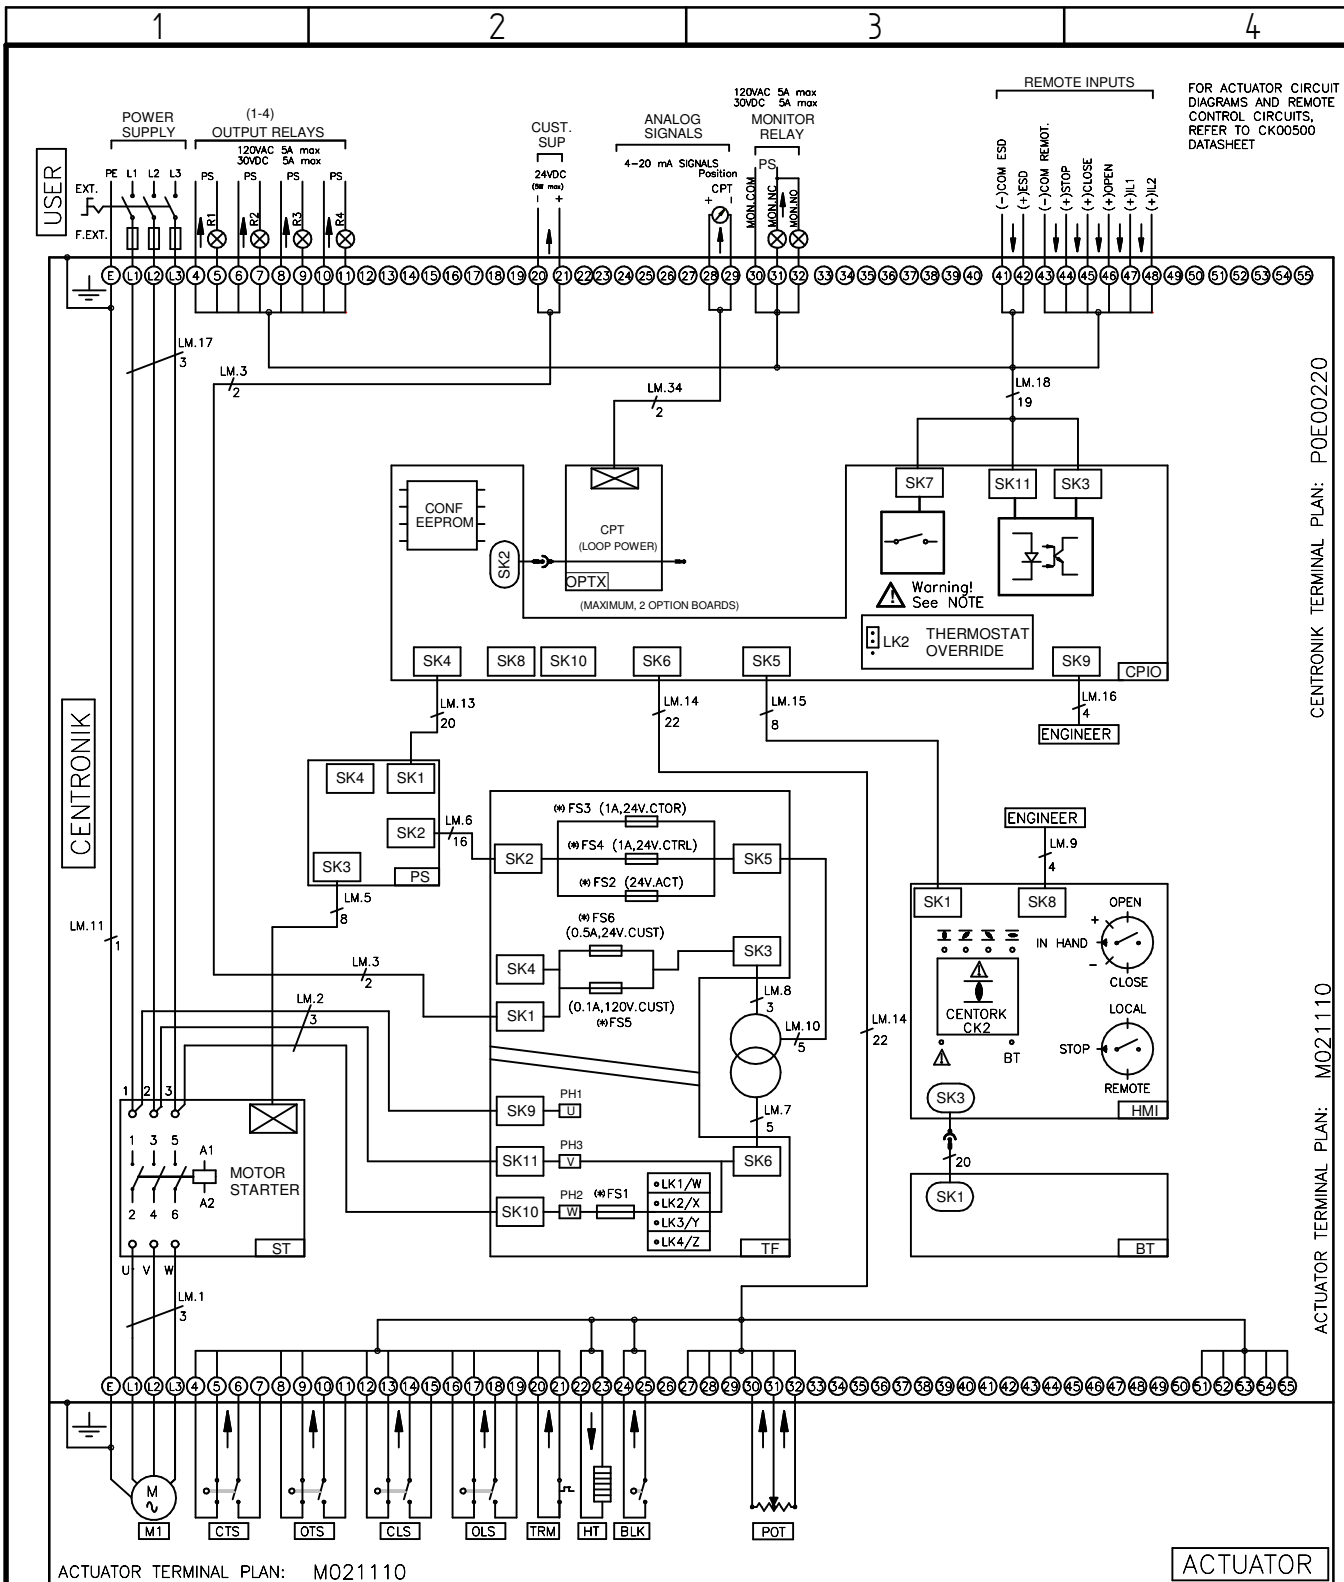 1 2 3 4
FOR ACTUATOR CIRCUIT
DIAGRAMS AND REMOTE
CONTROL CIRCUITS,
REFER TO CK00500
DATASHEET
USER
POWER
SUPPLY
PE L1 L2 L3
EXT.
F.EXT.
(1-4)
OUTPUT RELAYS
120VAC 5A max
30VDC 5A max
PS PS PS PS
R1 R2 R3 R4
CUST.
SUP
24VDC
(5W max)
- +
ANALOG
SIGNALS
4-20 mA SIGNALS
Position
CPT
+ -
120VAC 5A max
30VDC 5A max
MONITOR
RELAY
PS
MON.COM
MON.NC
MON.NO
REMOTE INPUTS
(-)COM ESD
(+)ESD
(-)COM REMOT.
(+)STOP
(+)CLOSE
(+)OPEN
(+)IL1
(+)IL2
E L1 L2 L3 4 5 6 7 8 9 10 11 12 13 14 15 16 17 18 19 20 21 22 23 24 25 26 27 28 29 30 31 32 33 34 35 36 37 38 39 40 41 42 43 44 45 46 47 48 49 50 51 52 53 54 55
LM.17
3
LM.3
2
LM.34
2
LM.18
19
CENTRONIK TERMINAL PLAN: P0E00220
CONF
EEPROM
SK2
CPT
(LOOP POWER)
OPTX
(MAXIMUM, 2 OPTION BOARDS)
SK7 SK11 SK3
Warning!
See NOTE
LK2
THERMOSTAT
OVERRIDE
SK4 SK8 SK10 SK6 SK5 SK9
CPIO
LM.13
20
LM.14
22
LM.15
8
LM.16
4
ENGINEER
CENTRONIK
SK4 SK1
SK2
SK3
PS
LM.6
16
LM.5
8
(*) FS3 (1A,24V.CTOR)
(*) FS4 (1A,24V.CTRL)
SK2 SK5
(*) FS2 (24V.ACT)
(*) FS6
(0.5A,24V.CUST)
SK3
SK4
SK1
(0.1A,120V.CUST)
(*)FS5
LM.8
3
LM.10
5
LM.7
5
SK9 PH1 U
SK11 PH3 V SK6
SK10 PH2 W (*)FS1
LK1/W
LK2/X
LK3/Y
LK4/Z
TF
LM.14
22
ENGINEER
LM.9
4
SK1 SK8
OPEN
+
IN HAND
-
CLOSE
CENTORK
CK2
BT
LOCAL
STOP
REMOTE
SK3
HMI
20
SK1
BT
ACTUATOR TERMINAL PLAN: M021110
LM.11
1
LM.3
2
LM.2
3
1 2 3
1 3 5
A1
A2
2 4 6
MOTOR
STARTER
ST
U V W
LM.1
3
E L1 L2 L3 4 5 6 7 8 9 10 11 12 13 14 15 16 17 18 19 20 21 22 23 24 25 26 27 28 29 30 31 32 33 34 35 36 37 38 39 40 41 42 43 44 45 46 47 48 49 50 51 52 53 54 55
M
M1 CTS OTS CLS OLS TRM HT BLK POT
ACTUATOR TERMINAL PLAN: M021110
ACTUATOR